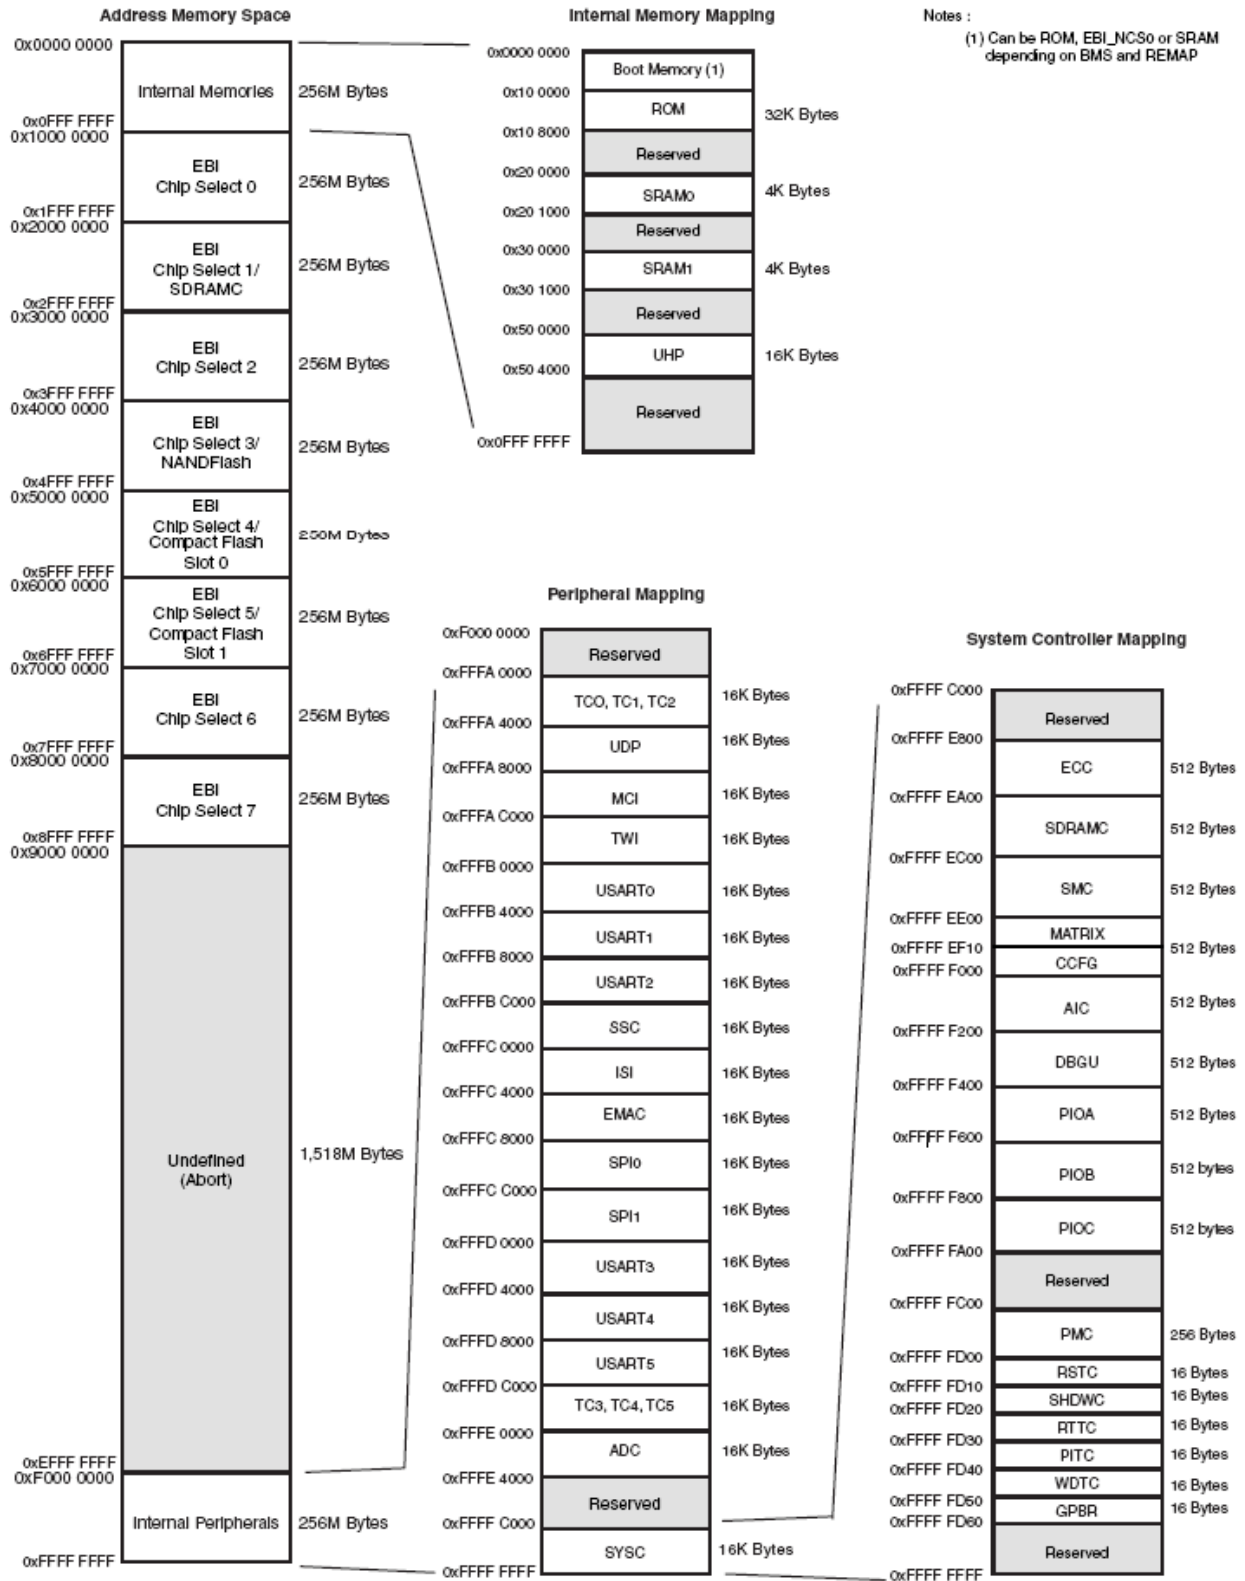 Address Memory Space
0x0000 0000
Internal Memories
256M Bytes
0x0FFF FFFF
0x1000 0000
EBI
Chip Select 0
256M Bytes
0x1FFF FFFF
0x2000 0000
EBI
Chip Select 1/
SDRAMC
256M Bytes
0x2FFF FFFF
0x3000 0000
EBI
Chip Select 2
256M Bytes
0x3FFF FFFF
0x4000 0000
EBI
Chip Select 3/
NANDFlash
256M Bytes
0x4FFF FFFF
0x5000 0000
EBI
Chip Select 4/
Compact Flash
Slot 0
256M Bytes
0x5FFF FFFF
0x6000 0000
EBI
Chip Select 5/
Compact Flash
Slot 1
256M Bytes
0x6FFF FFFF
0x7000 0000
EBI
Chip Select 6
256M Bytes
0x7FFF FFFF
0x8000 0000
EBI
Chip Select 7
256M Bytes
0x8FFF FFFF
0x9000 0000
Undefined
(Abort)
1,518M Bytes
0xEFFF FFFF
0xF000 0000
Internal Peripherals
256M Bytes
0xFFFF FFFF
Internal Memory Mapping
0x0000 0000
Boot Memory (1)
0x10 0000
ROM
32K Bytes
0x10 8000
Reserved
0x20 0000
SRAM0
4K Bytes
0x20 1000
Reserved
0x30 0000
SRAM1
4K Bytes
0x30 1000
Reserved
0x50 0000
UHP
16K Bytes
0x50 4000
Reserved
0x0FFF FFFF
Notes :
(1) Can be ROM, EBI_NCS0 or SRAM
depending on BMS and REMAP
Peripheral Mapping
0xF000 0000
Reserved
0xFFFA 0000
TC0, TC1, TC2
16K Bytes
0xFFFA 4000
UDP
16K Bytes
0xFFFA 8000
MCI
16K Bytes
0xFFFA C000
TWI
16K Bytes
0xFFFB 0000
USART0
16K Bytes
0xFFFB 4000
USART1
16K Bytes
0xFFFB 8000
USART2
16K Bytes
0xFFFB C000
SSC
16K Bytes
0xFFFC 0000
ISI
16K Bytes
0xFFFC 4000
EMAC
16K Bytes
0xFFFC 8000
SPI0
16K Bytes
0xFFFC C000
SPI1
16K Bytes
0xFFFD 0000
USART3
16K Bytes
0xFFFD 4000
USART4
16K Bytes
0xFFFD 8000
USART5
16K Bytes
0xFFFD C000
TC3, TC4, TC5
16K Bytes
0xFFFE 0000
ADC
16K Bytes
0xFFFE 4000
Reserved
0xFFFF C000
SYSC
16K Bytes
0xFFFF FFFF
System Controller Mapping
0xFFFF C000
Reserved
0xFFFF E800
ECC
512 Bytes
0xFFFF EA00
SDRAMC
512 Bytes
0xFFFF EC00
SMC
512 Bytes
0xFFFF EE00
MATRIX
512 Bytes
0xFFFF EF10
CCFG
0xFFFF F000
AIC
512 Bytes
0xFFFF F200
DBGU
512 Bytes
0xFFFF F400
PIOA
512 Bytes
0xFFFF F600
PIOB
512 bytes
0xFFFF F800
PIOC
512 bytes
0xFFFF FA00
Reserved
0xFFFF FC00
PMC
256 Bytes
0xFFFF FD00
RSTC
16 Bytes
0xFFFF FD10
SHDWC
16 Bytes
0xFFFF FD20
RTTC
16 Bytes
0xFFFF FD30
PITC
16 Bytes
0xFFFF FD40
WDTC
16 Bytes
0xFFFF FD50
GPBR
16 Bytes
0xFFFF FD60
Reserved
0xFFFF FFFF